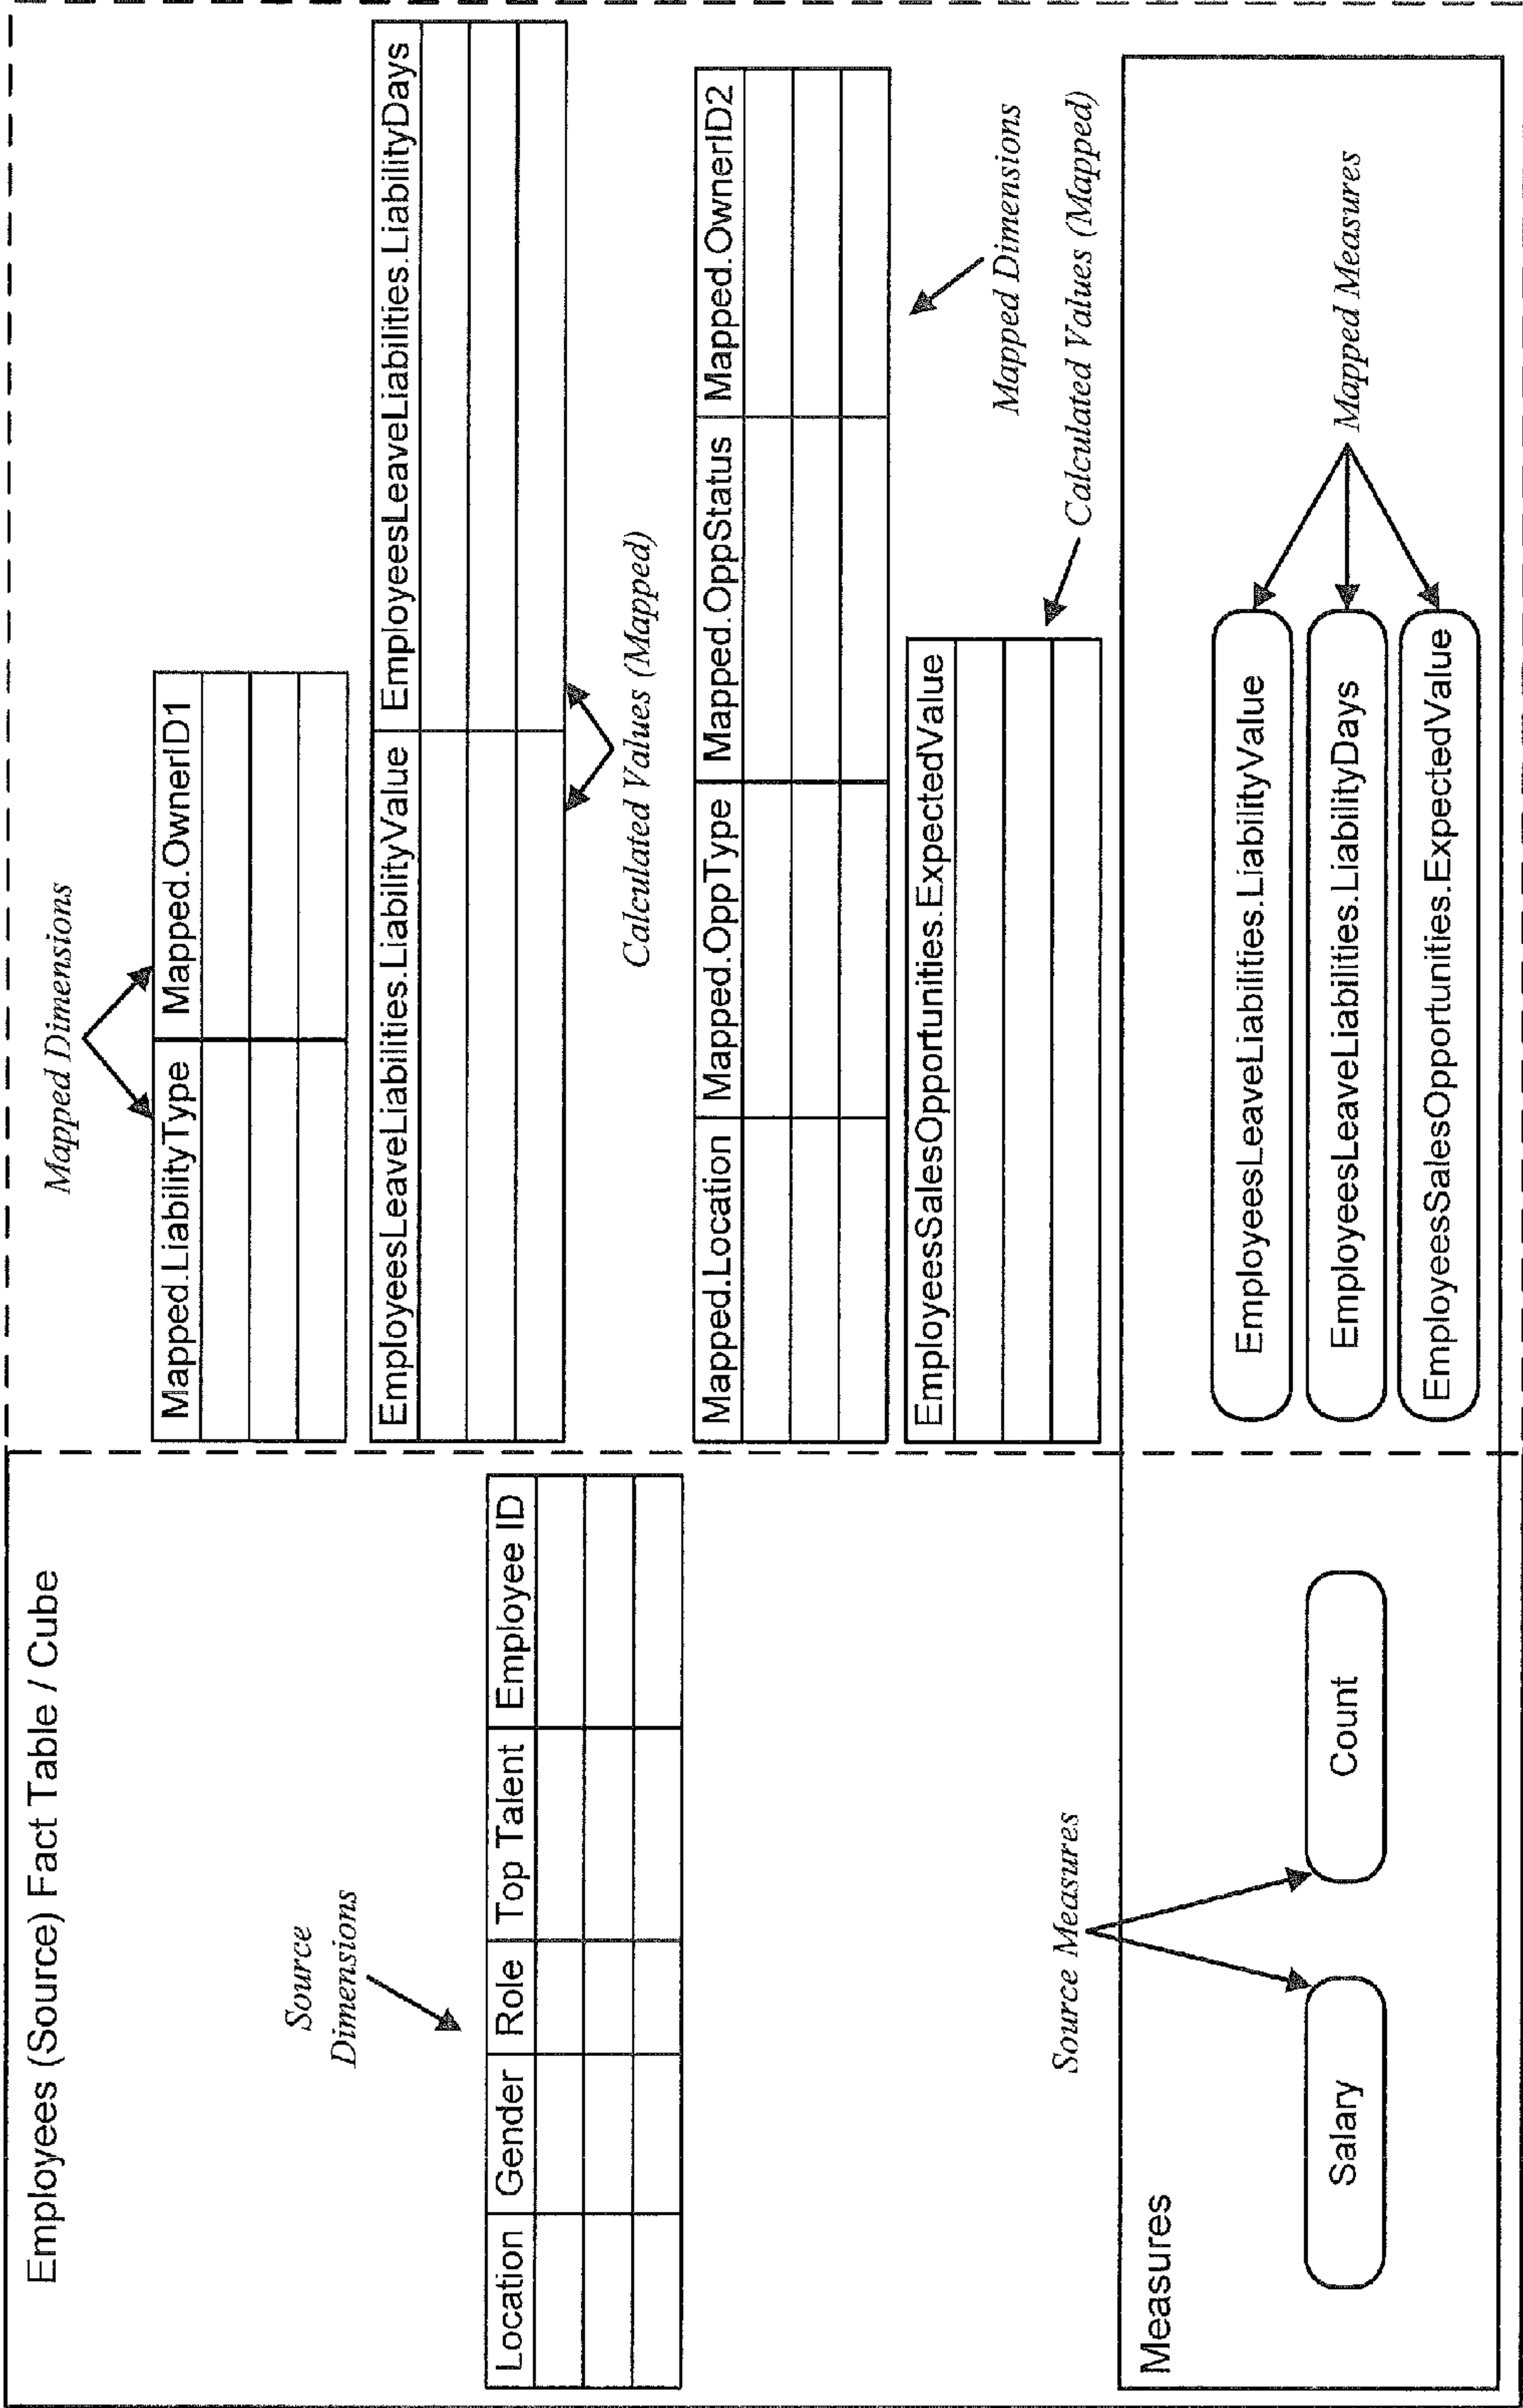 Employees (Source) Fact Table / Cube
Source
Dimensions
Location Gender Role Top Talent Employee ID
Source Measures
Measures
Salary Count
Mapped Dimensions
Mapped.LiabilityType Mapped.OwnerID1
EmployeesLeaveLiabilities.LiabilityValue EmployeesLeaveLiabilities.LiabilityDays
Calculated Values (Mapped)
Mapped.Location Mapped.OppType Mapped.OppStatus Mapped.OwnerID2
Mapped Dimensions
EmployeesSalesOpportunities.ExpectedValue
Calculated Values (Mapped)
EmployeesLeaveLiabilities.LiabilityValue
EmployeesLeaveLiabilities.LiabilityDays
EmployeesSalesOpportunities.ExpectedValue
Mapped Measures